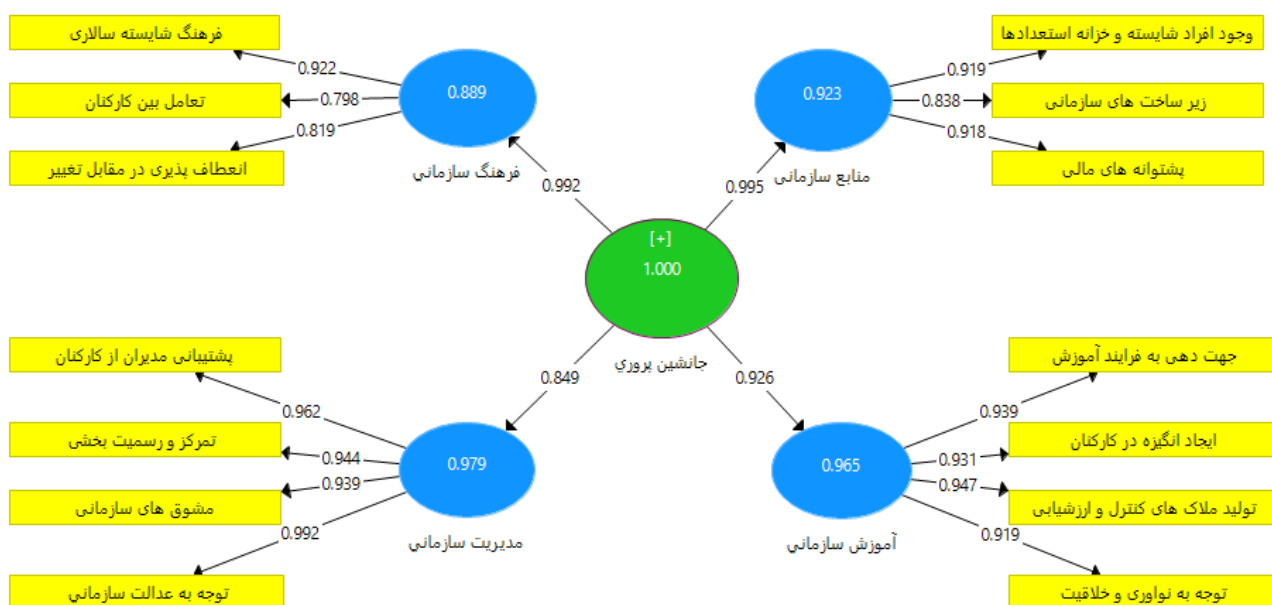 وجود افراد شایسته و خزانه استعدادها
0.919
زیر ساخت های سازمانی
0.838
پشتوانه های مالی
0.918
0.923
منابع سازمانی
0.995
فرهنگ شایسته سالاری
0.922
تعامل بین کارکنان
0.798
انعطاف پذیری در مقابل تغییر
0.819
0.889
فرهنگ سازماني
0.992
[+]
1.000
جانشین پروري
0.926
0.849
جهت دهی به فرایند آموزش
0.939
ایجاد انگیزه در کارکنان
0.931
تولید ملاک های کنترل و ارزشیابی
0.947
توجه به نواوری و خلاقیت
0.919
0.965
آموزش سازماني
پشتیبانی مدیران از کارکنان
0.962
تمرکز و رسمیت بخشی
0.944
مشوق های سازمانی
0.939
توجه به عدالت سازماني
0.992
0.979
مدیریت سازماني